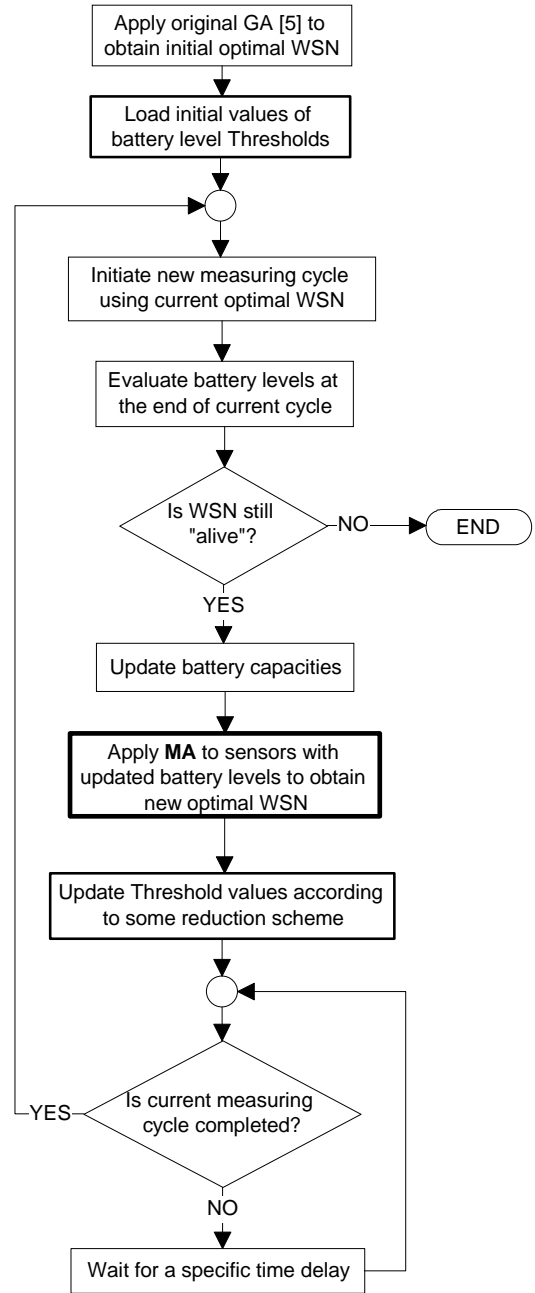 Apply original GA [5] to
obtain initial optimal WSN
Load initial values of
battery level Thresholds
Initiate new measuring cycle
using current optimal WSN
Evaluate battery levels at
the end of current cycle
Is WSN still
"alive"?
NO
END
YES
Update battery capacities
Apply MA to sensors with
updated battery levels to obtain
new optimal WSN
Update Threshold values according
to some reduction scheme
Is current measuring
cycle completed?
YES
NO
Wait for a specific time delay